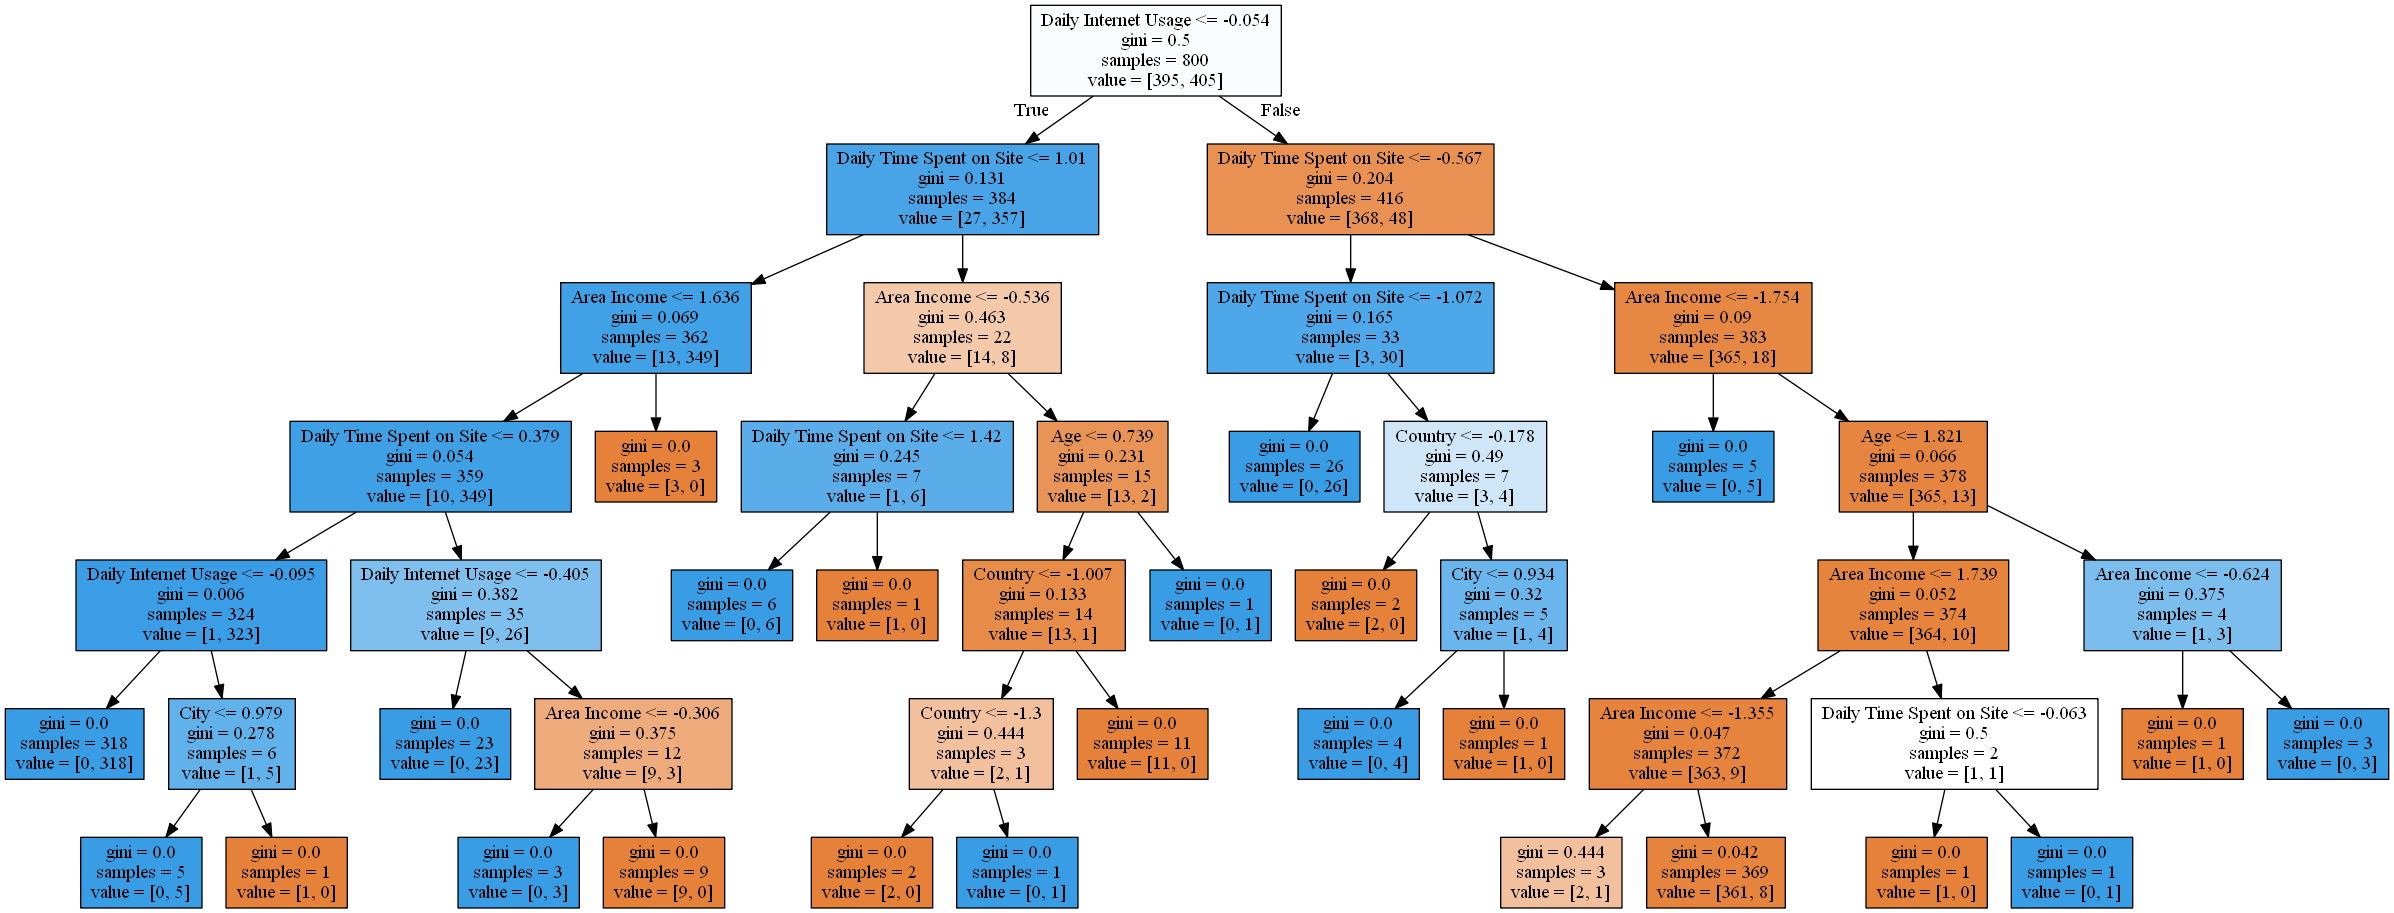 Daily Internet Usage <= -0.054
gini = 0.5
samples = 800
value = [395, 405]
True
False
Daily Time Spent on Site <= 1.01
gini = 0.131
samples = 384
value = [27, 357]
Daily Time Spent on Site <= -0.567
gini = 0.204
samples = 416
value = [368, 48]
Area Income <= 1.636
gini = 0.069
samples = 362
value = [13, 349]
Area Income <= -0.536
gini = 0.463
samples = 22
value = [14, 8]
Daily Time Spent on Site <= -1.072
gini = 0.165
samples = 33
value = [3, 30]
Area Income <= -1.754
gini = 0.09
samples = 383
value = [365, 18]
Daily Time Spent on Site <= 0.379
gini = 0.054
samples = 359
value = [10, 349]
gini = 0.0
samples = 3
value = [3, 0]
Daily Time Spent on Site <= 1.42
gini = 0.245
samples = 7
value = [1, 6]
Age <= 0.739
gini = 0.231
samples = 15
value = [13, 2]
gini = 0.0
samples = 26
value = [0, 26]
Country <= -0.178
gini = 0.49
samples = 7
value = [3, 4]
gini = 0.0
samples = 5
value = [0, 5]
Age <= 1.821
gini = 0.066
samples = 378
value = [365, 13]
Daily Internet Usage <= -0.095
gini = 0.006
samples = 324
value = [1, 323]
Daily Internet Usage <= -0.405
gini = 0.382
samples = 35
value = [9, 26]
gini = 0.0
samples = 6
value = [0, 6]
gini = 0.0
samples = 1
value = [1, 0]
Country <= -1.007
gini = 0.133
samples = 14
value = [13, 1]
gini = 0.0
samples = 1
value = [0, 1]
gini = 0.0
samples = 2
value = [2, 0]
City <= 0.934
gini = 0.32
samples = 5
value = [1, 4]
Area Income <= 1.739
gini = 0.052
samples = 374
value = [364, 10]
Area Income <= -0.624
gini = 0.375
samples = 4
value = [1, 3]
gini = 0.0
samples = 318
value = [0, 318]
City <= 0.979
gini = 0.278
samples = 6
value = [1, 5]
gini = 0.0
samples = 23
value = [0, 23]
Area Income <= -0.306
gini = 0.375
samples = 12
value = [9, 3]
Country <= -1.3
gini = 0.444
samples = 3
value = [2, 1]
gini = 0.0
samples = 11
value = [11, 0]
gini = 0.0
samples = 4
value = [0, 4]
gini = 0.0
samples = 1
value = [1, 0]
Area Income <= -1.355
gini = 0.047
samples = 372
value = [363, 9]
Daily Time Spent on Site <= -0.063
gini = 0.5
samples = 2
value = [1, 1]
gini = 0.0
samples = 1
value = [1, 0]
gini = 0.0
samples = 3
value = [0, 3]
gini = 0.0
samples = 5
value = [0, 5]
gini = 0.0
samples = 1
value = [1, 0]
gini = 0.0
samples = 3
value = [0, 3]
gini = 0.0
samples = 9
value = [9, 0]
gini = 0.0
samples = 2
value = [2, 0]
gini = 0.0
samples = 1
value = [0, 1]
gini = 0.444
samples = 3
value = [2, 1]
gini = 0.042
samples = 369
value = [361, 8]
gini = 0.0
samples = 1
value = [1, 0]
gini = 0.0
samples = 1
value = [0, 1]